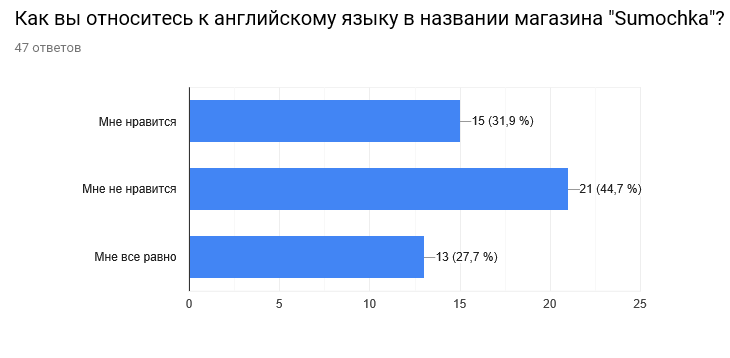 Как вы относитесь к английскому языку в названии магазина "Sumochka"?
47 ответов
Мне нравится
15 (31,9 %)
Мне не нравится
21 (44,7 %)
Мне все равно
13 (27,7 %)
0 5 10 15 20 25